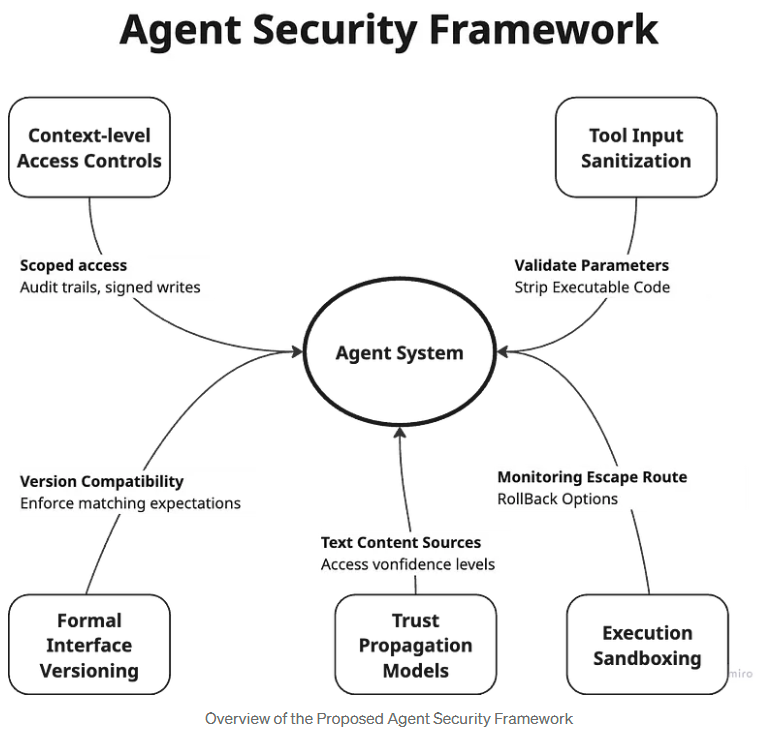 Agent Security Framework
Context-level
Access Controls
Tool Input
Sanitization
Scoped access
Audit trails, signed writes
Validate Parameters
Strip Executable Code
Agent System
Version Compatibility
Enforce matching expectations
Monitoring Escape Route
RollBack Options
Text Content Sources
Access vonfidence levels
Formal
Interface
Versioning
Trust
Propagation
Models
Execution
Sandboxing
miro
Overview of the Proposed Agent Security Framework